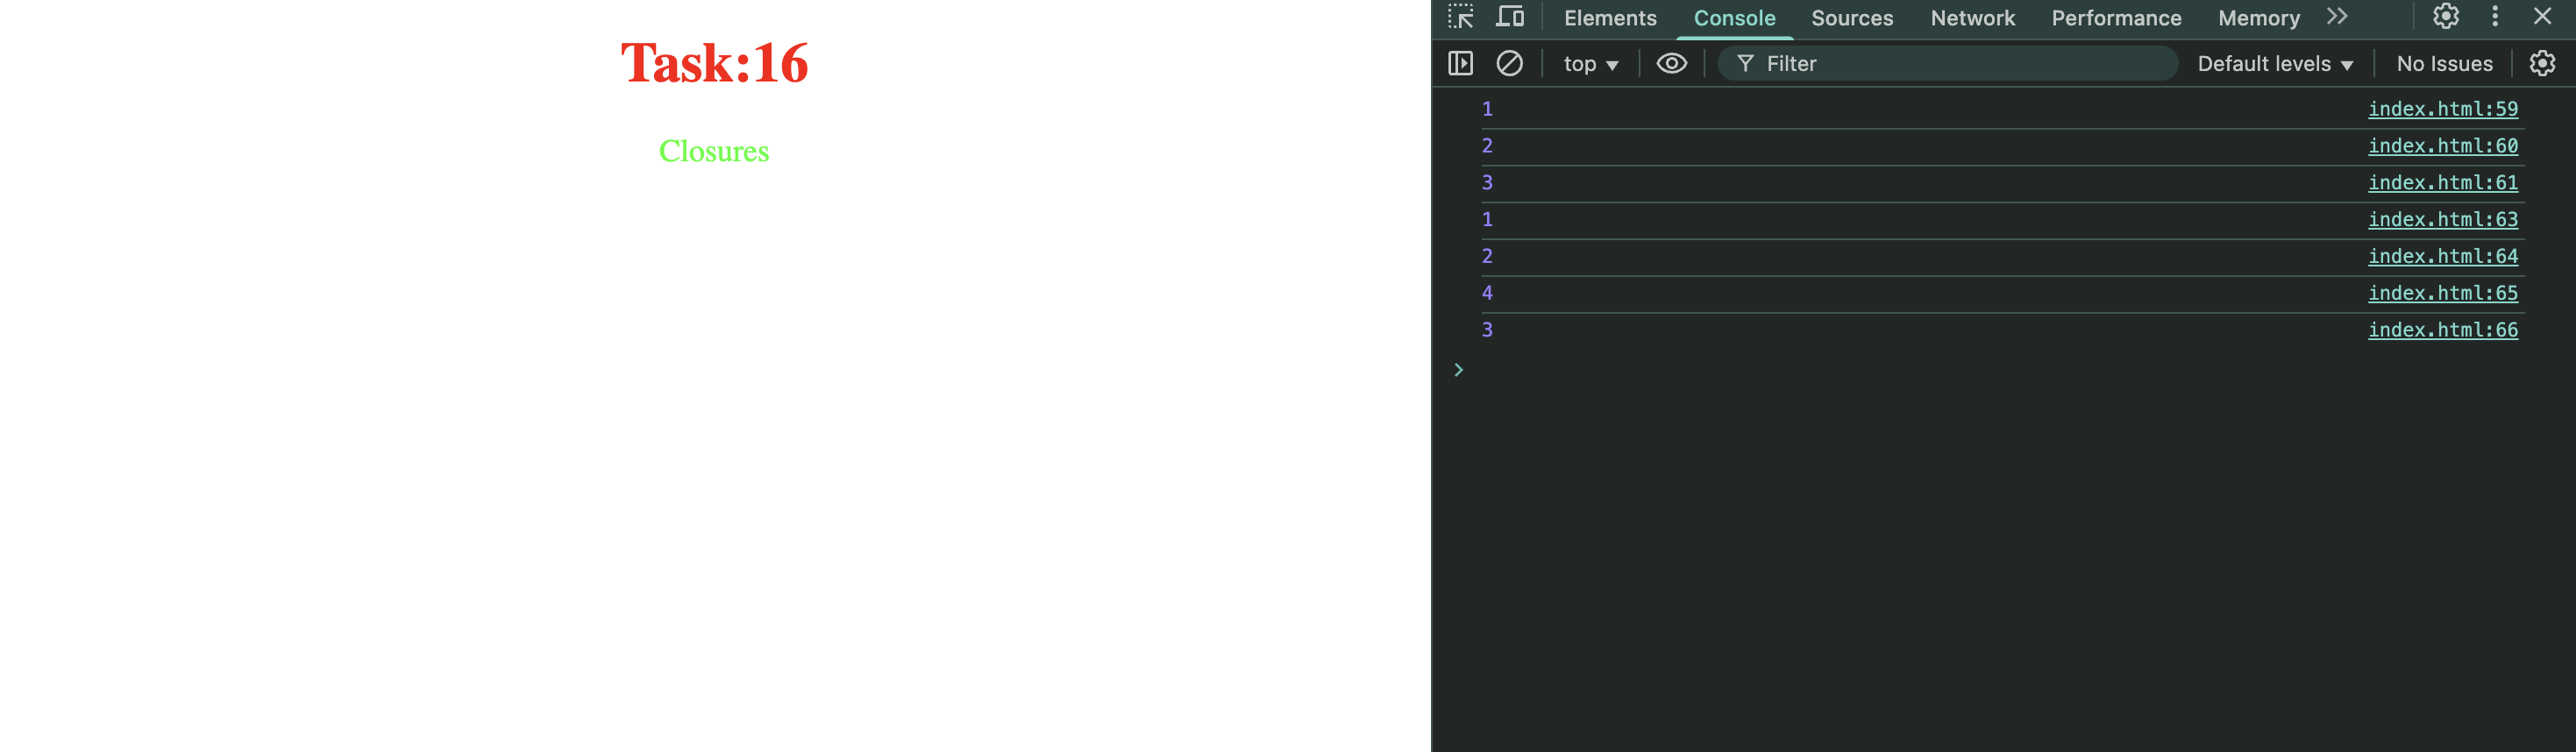 Task:16
Closures
Elements Console Sources Network Performance Memory
top Filter Default levels No Issues
1 index.html:59
2 index.html:60
3 index.html:61
1 index.html:63
2 index.html:64
4 index.html:65
3 index.html:66